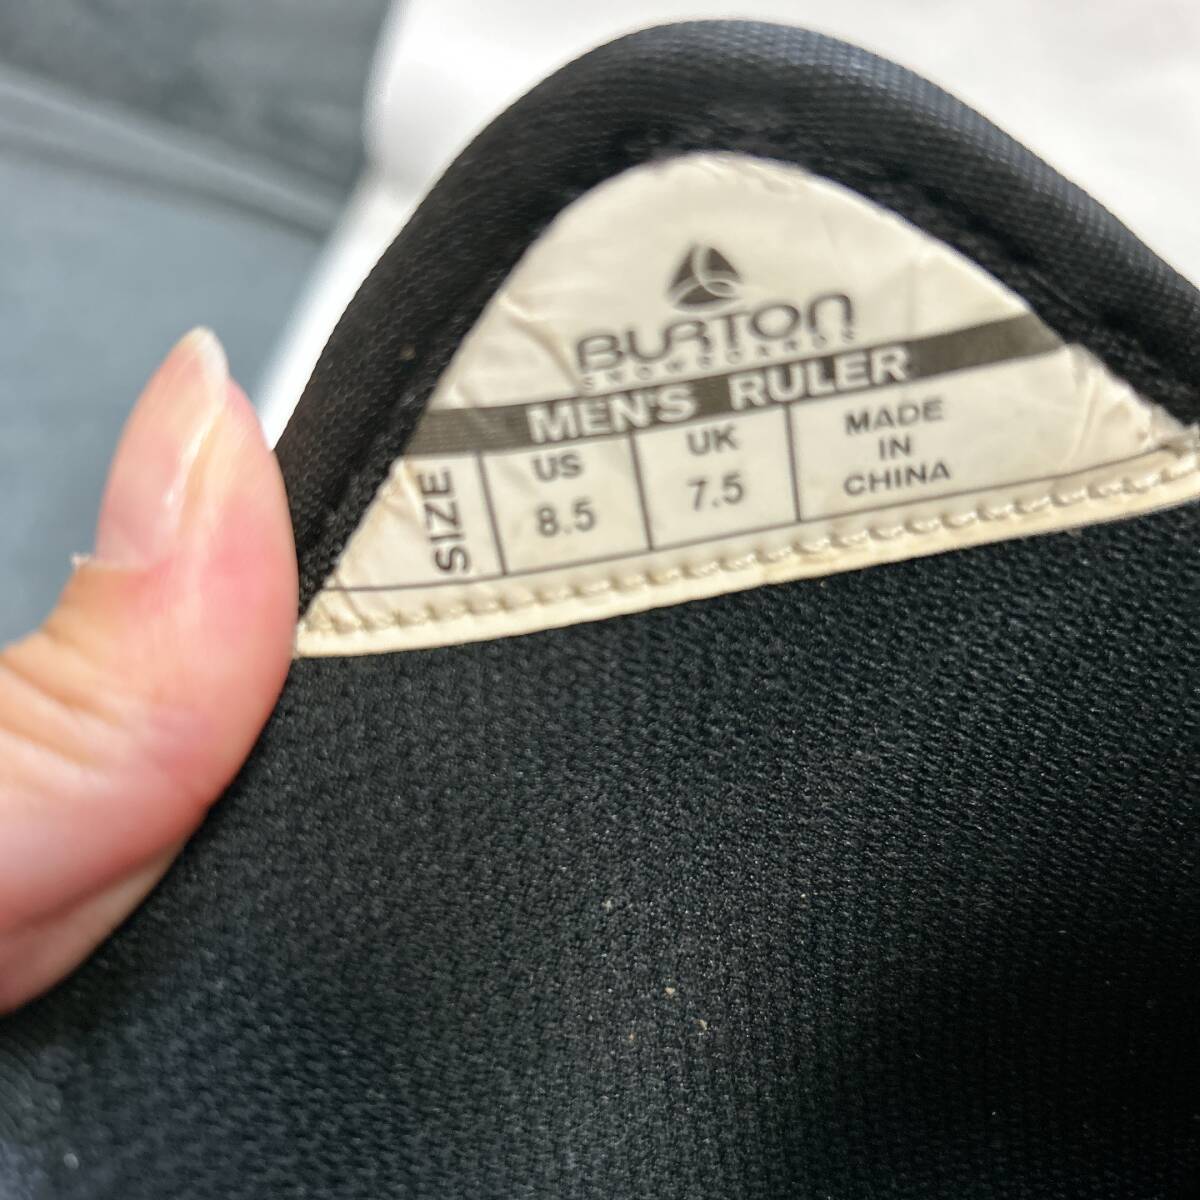 BURTON
SNOWBOARDS
MEN'S RULER
SIZE
US
8.5
UK
7.5
MADE
IN
CHINA